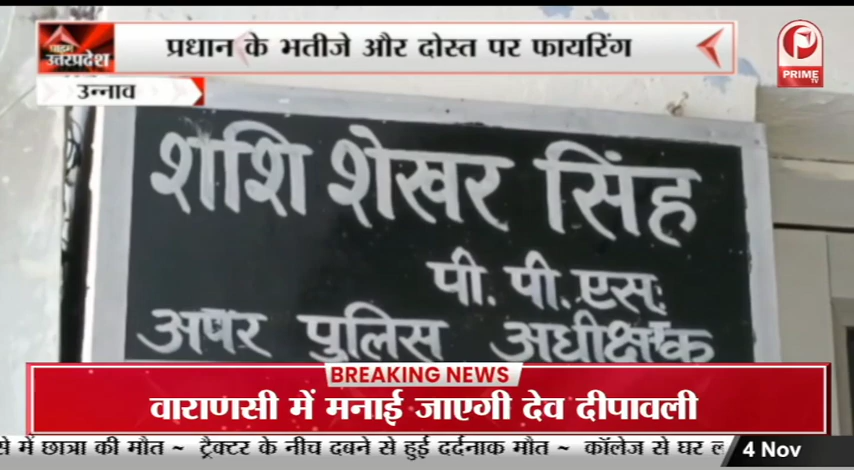 प्राइम
उत्तरप्रदेश
प्रधान के भतीजे और दोस्त पर फायरिंग
PRIME
TV
उन्नाव
शशि शेखर सिंह
पी. पी. एस.
अपर पुलिस अधीक्षक
BREAKING NEWS
वाराणसी में मनाई जाएगी देव दीपावली
से में छात्रा की मौत ~ ट्रैक्टर के नीच दबने से हुई दर्दनाक मौत ~ कॉलेज से घर
4 Nov